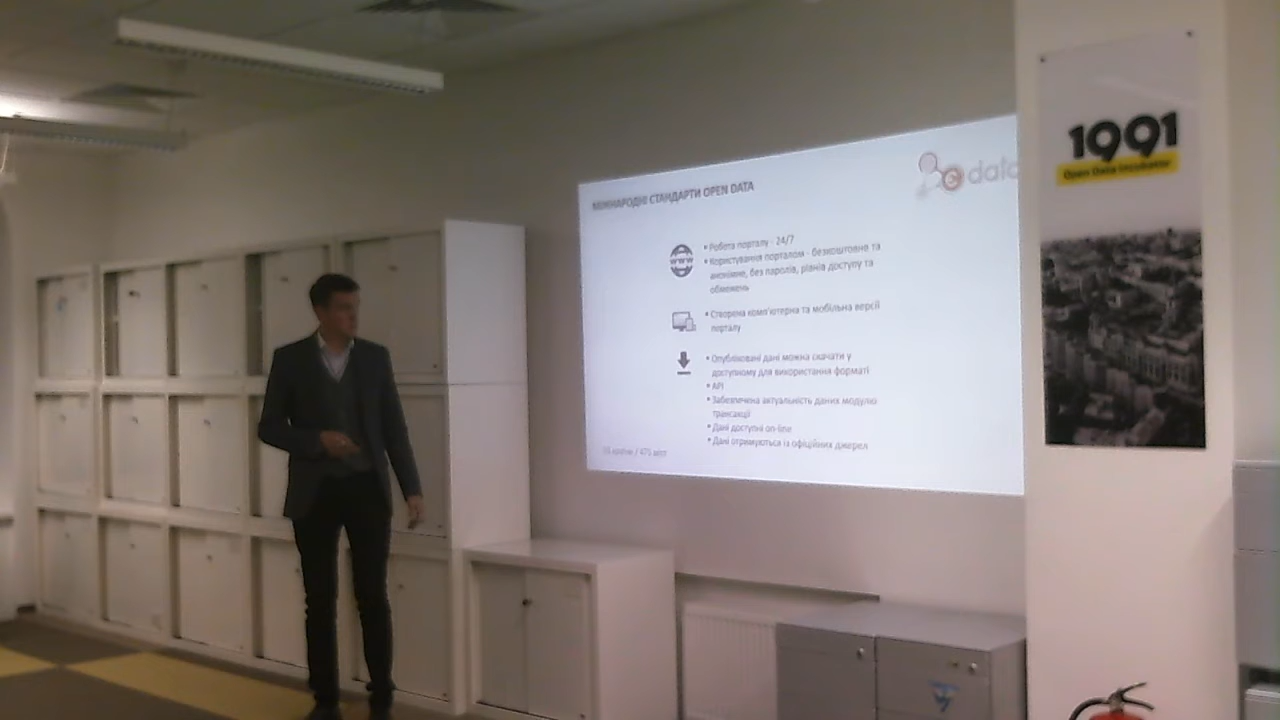 МІЖНАРОДНІ СТАНДАРТИ OPEN DATA
e data
1991
Open Data Incubator
www
• Робота порталу - 24/7
• Користування порталом - безкоштовне та
анонімне, без паролів, рівнів доступу та
обмежень
• Створена комп'ютерна та мобільна версії
порталу
• Опубліковані дані можна скачати у
доступному для використання форматі
• API
• Забезпечена актуальність даних модулю
трансакції
• Дані доступні on-line
• Дані отримуються із офіційних джерел